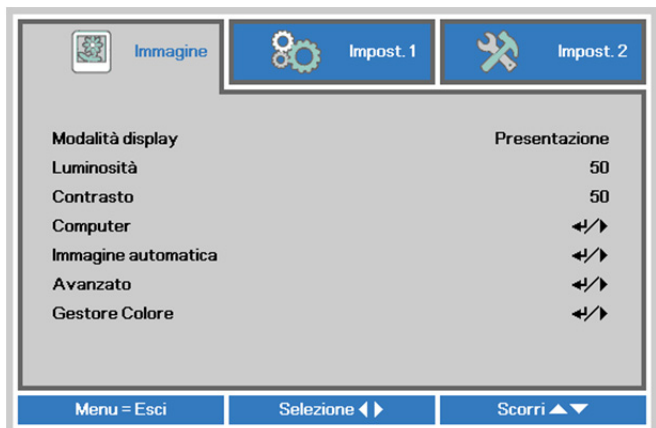 Immagine Impost. 1 Impost. 2
Modalità display Presentazione
Luminosità 50
Contrasto 50
Computer ↵/▶
Immagine automatica ↵/▶
Avanzato ↵/▶
Gestore Colore ↵/▶
Menu = Esci Selezione ◀▶ Scorri ▲▼